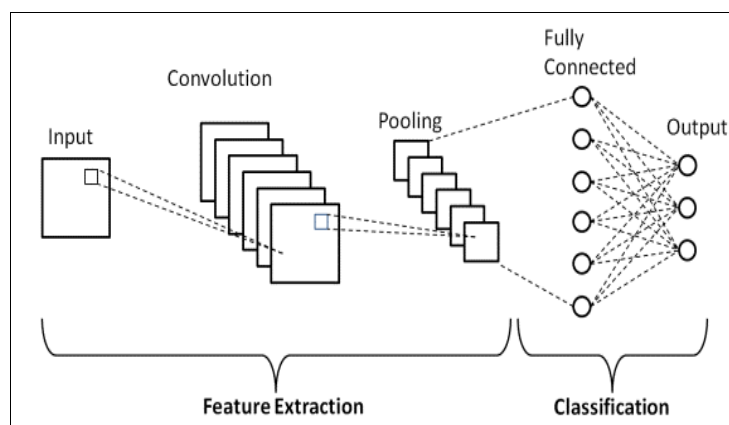 Fully
Connected
Convolution
Pooling
Input
Output
Feature Extraction
Classification